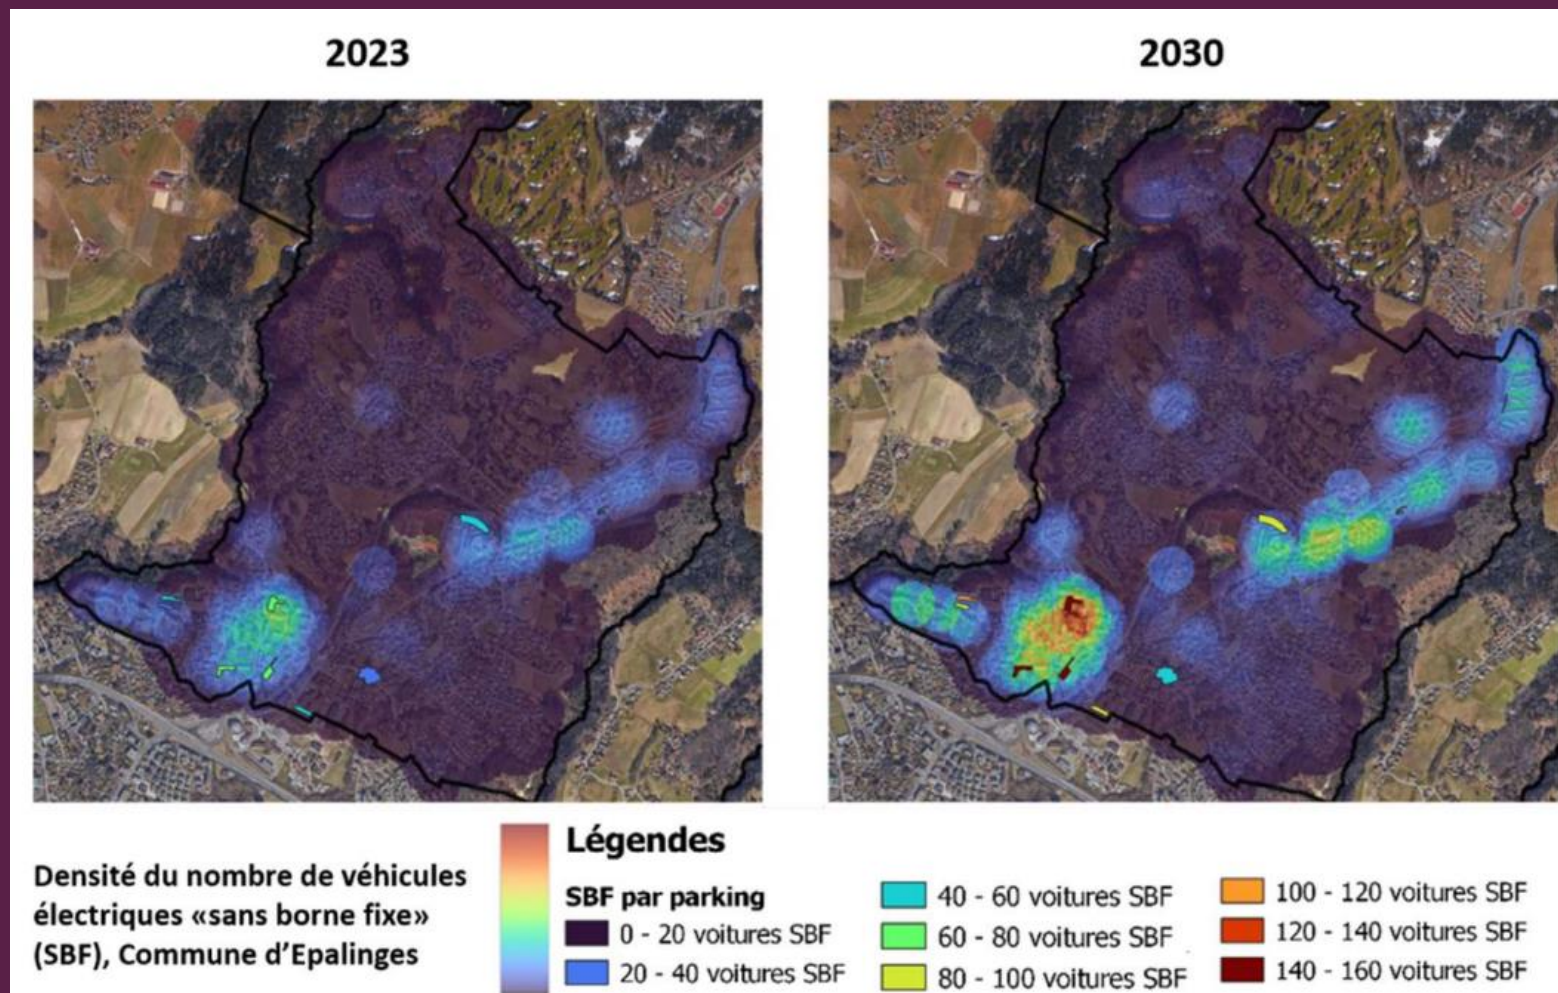 2023
2030
Densité du nombre de véhicules
électriques «sans borne fixe»
(SBF), Commune d’Epalinges
Légendes
SBF par parking
0 - 20 voitures SBF
20 - 40 voitures SBF
40 - 60 voitures SBF
60 - 80 voitures SBF
80 - 100 voitures SBF
100 - 120 voitures SBF
120 - 140 voitures SBF
140 - 160 voitures SBF